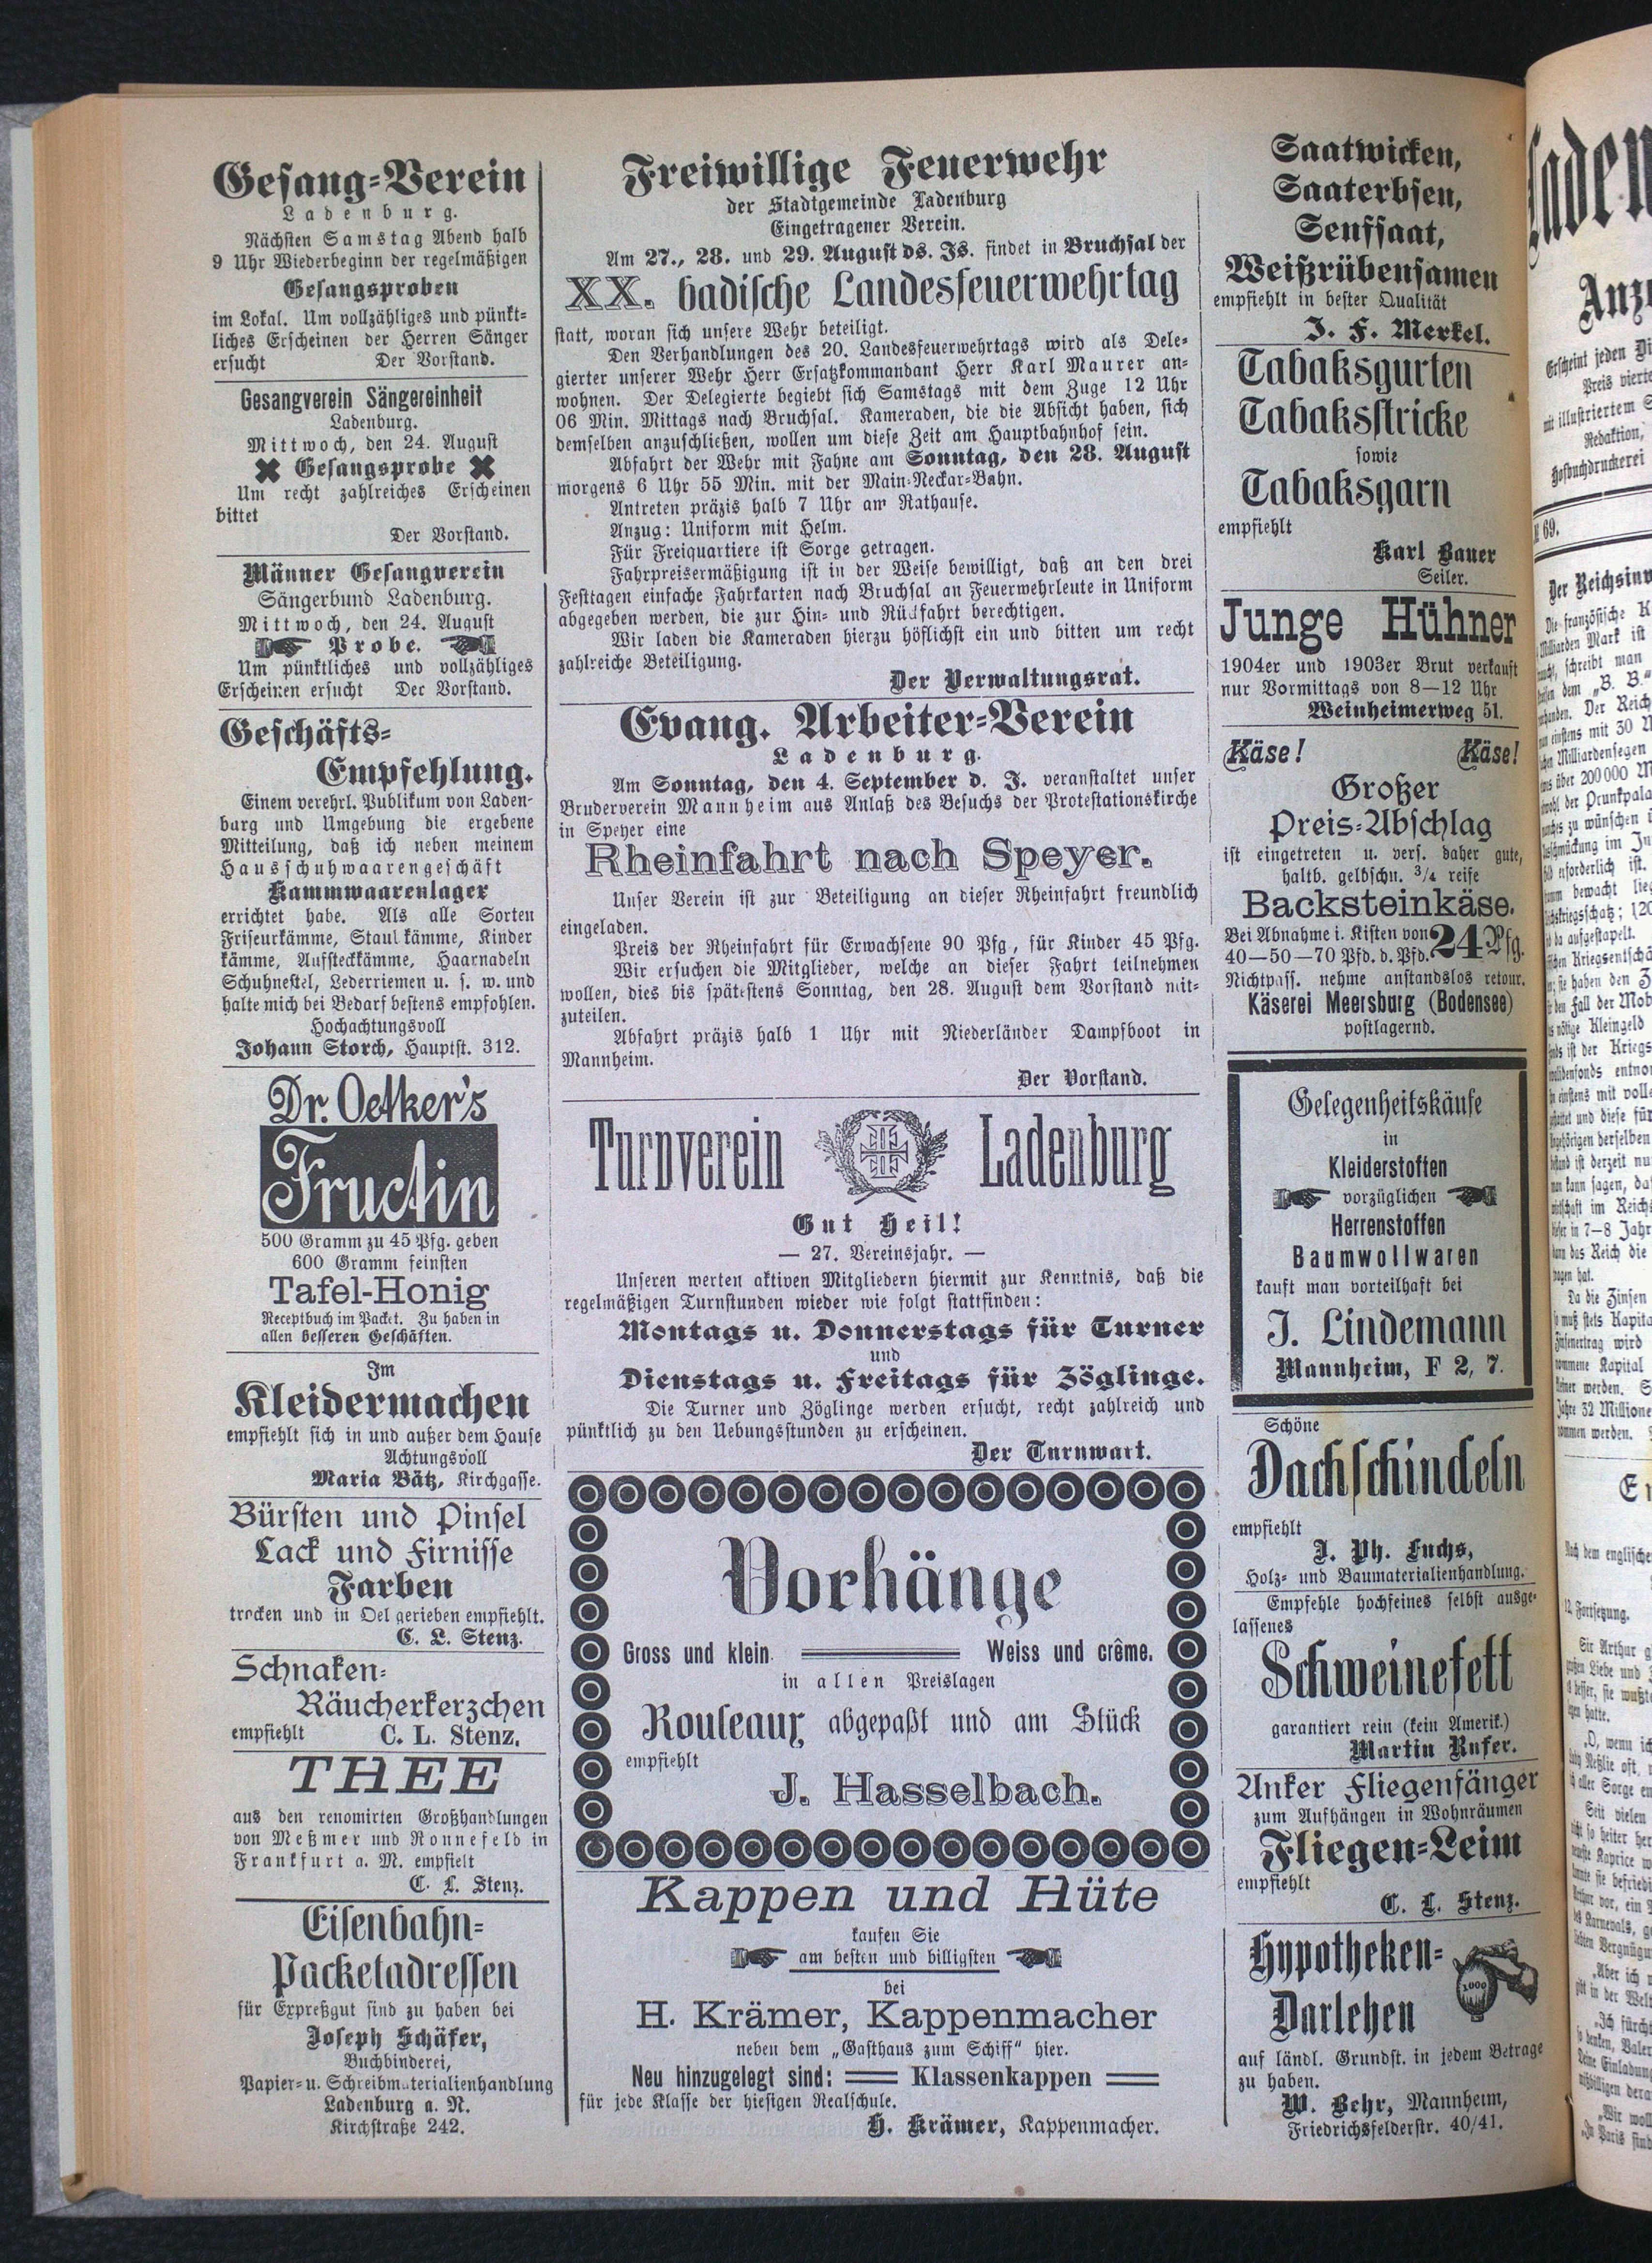 Gesang-Verein
Ladenburg.
Nächsten Samstag Abend halb
9 Uhr Wiederbeginn der regelmäßigen
Gesangsproben
im Lokal. Um vollzähliges und pünkt-
liches Erscheinen der Herren Sänger
ersucht Der Vorstand.
Gesangverein Sängereinheit
Ladenburg.
Mittwoch, den 24. August
Gesangsprobe
Um recht zahlreiches Erscheinen
bittet
Der Vorstand.
Männer Gesangverein
Sängerbund Ladenburg.
Mittwoch, den 24. August
Probe.
Um pünktliches und vollzähliges
Erscheinen ersucht Der Vorstand.
Geschäfts-
Empfehlung.
Einem verehrl. Publikum von Laden-
burg und Umgebung die ergebene
Mitteilung, daß ich neben meinem
Hausschuhwaarengeschäft
Kammwaarenlager
errichtet habe. Als alle Sorten
Friseurkämme, Staubkämme, Kinder
kämme, Aufsteckkämme, Haarnadeln
Schuhnestel, Lederriemen u. s. w. und
halte mich bei Bedarf bestens empfohlen.
Hochachtungsvoll
Johann Storch, Hauptst. 312.
Dr. Oetker's
Fructin
500 Gramm zu 45 Pfg. geben
600 Gramm feinsten
Tafel-Honig
Receptbuch im Packet. Zu haben in
allen besseren Geschäften.
Im
Kleidermachen
empfiehlt sich in und außer dem Hause
Achtungsvoll
Maria Bätz, Kirchgasse.
Bürsten und Pinsel
Lack und Firnisse
Farben
trocken und in Oel gerieben empfiehlt.
C. L. Stenz.
Schnaken-
Räucherkerzchen
empfiehlt C. L. Stenz.
THEE
aus den renomirten Großhandlungen
von Meßmer und Ronnefeld in
Frankfurt a. M. empfielt
C. L. Stenz.
Eisenbahn-
Packetadressen
für Expreßgut sind zu haben bei
Joseph Schäfer,
Buchbinderei,
Papier- u. Schreibmaterialienhandlung
Ladenburg a. N.
Kirchstraße 242.
Freiwillige Feuerwehr
der Stadtgemeinde Ladenburg
Eingetragener Verein.
Am 27., 28. und 29. August ds. Js. findet in Bruchsal der
XX. badische Landesfeuerwehrtag
statt, woran sich unsere Wehr beteiligt.
Den Verhandlungen des 20. Landesfeuerwehrtags wird als Dele-
gierter unserer Wehr Herr Ersatzkommandant Herr Karl Maurer an-
wohnen. Der Delegierte begiebt sich Samstags mit dem Zuge 12 Uhr
06 Min. Mittags nach Bruchsal. Kameraden, die die Absicht haben, sich
demselben anzuschließen, wollen um diese Zeit am Hauptbahnhof sein.
Abfahrt der Wehr mit Fahne am Sonntag, den 28. August
morgens 6 Uhr 55 Min. mit der Main-Neckar-Bahn.
Antreten präzis halb 7 Uhr am Rathause.
Anzug: Uniform mit Helm.
Für Freiquartiere ist Sorge getragen.
Fahrpreisermäßigung ist in der Weise bewilligt, daß an den drei
Festtagen einfache Fahrkarten nach Bruchsal an Feuerwehrleute in Uniform
abgegeben werden, die zur Hin- und Rückfahrt berechtigen.
Wir laden die Kameraden hierzu höflichst ein und bitten um recht
zahlreiche Beteiligung.
Der Verwaltungsrat.
Evang. Arbeiter-Verein
Ladenburg.
Am Sonntag, den 4. September d. J. veranstaltet unser
Bruderverein Mannheim aus Anlaß des Besuchs der Protestationskirche
in Speyer eine
Rheinfahrt nach Speyer.
Unser Verein ist zur Beteiligung an dieser Rheinfahrt freundlich
eingeladen.
Preis der Rheinfahrt für Erwachsene 90 Pfg, für Kinder 45 Pfg.
Wir ersuchen die Mitglieder, welche an dieser Fahrt teilnehmen
wollen, dies bis spätestens Sonntag, den 28. August dem Vorstand mit-
zuteilen.
Abfahrt präzis halb 1 Uhr mit Niederländer Dampfboot in
Mannheim.
Der Vorstand.
Turnverein Ladenburg
Gut Heil!
— 27. Vereinsjahr. —
Unseren werten aktiven Mitgliedern hiermit zur Kenntnis, daß die
regelmäßigen Turnstunden wieder wie folgt stattfinden:
Montags u. Donnerstags für Turner
und
Dienstags u. Freitags für Zöglinge.
Die Turner und Zöglinge werden ersucht, recht zahlreich und
pünktlich zu den Uebungsstunden zu erscheinen.
Der Turnwart.
Vorhänge
Gross und klein Weiss und crême.
in allen Preislagen
Rouleaux abgepaßt und am Stück
empfiehlt
J. Hasselbach.
Kappen und Hüte
kaufen Sie
am besten und billigsten
bei
H. Krämer, Kappenmacher
neben dem „Gasthaus zum Schiff“ hier.
Neu hinzugelegt sind: Klassenkappen
für jede Klasse der hiesigen Realschule.
H. Krämer, Kappenmacher.
Saatwicken,
Saaterbsen,
Senfsaat,
Weißrübensamen
empfiehlt in bester Qualität
J. F. Merkel.
Tabaksgurten
Tabaksstricke
sowie
Tabaksgarn
empfiehlt
Karl Bauer
Seiler.
Junge Hühner
1904er und 1903er Brut verkauft
nur Vormittags von 8—12 Uhr
Weinheimerweg 51.
Käse! Käse!
Großer
Preis-Abschlag
ist eingetreten u. vers. daher gute,
haltb. gelbschn. 3/4 reife
Backsteinkäse.
Bei Abnahme i. Kisten von
40—50—70 Pfd. d. Pfd. 24 Pfg.
Nichtpass. nehme anstandslos retour.
Käserei Meersburg (Bodensee)
postlagernd.
Gelegenheitskäufe
in
Kleiderstoffen
vorzüglichen
Herrenstoffen
Baumwollwaren
kauft man vorteilhaft bei
J. Lindemann
Mannheim, F 2, 7.
Schöne
Dachschindeln
empfiehlt
J. Ph. Fuchs,
Holz- und Baumaterialienhandlung.
Empfehle hochfeines selbst ausge-
lassenes
Schweinefett
garantiert rein (kein Amerik.)
Martin Rufer.
Anker Fliegenfänger
zum Aufhängen in Wohnräumen
Fliegen-Leim
empfiehlt
C. L. Stenz.
Hypotheken-
Darlehen
1000
auf ländl. Grundst. in jedem Betrage
zu haben.
W. Behr, Mannheim,
Friedrichsfelderstr. 40/41.
Laden
Erscheint jeden
Preis
mit illustriertem
Redaktion,
Hofbuchdruckerei
69.
Der
12. Fortsetzung.